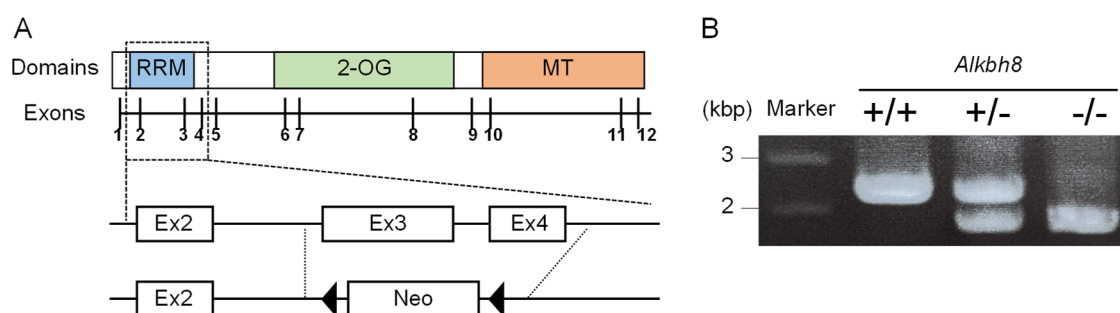 A
Domains RRM 2-OG MT
Exons
1 2 3 4 5 6 7 8 9 10 11 12
Ex2 Ex3 Ex4
Ex2 Neo
B
Alkbh8
(kbp) Marker +/+ +/- -/-
3
2